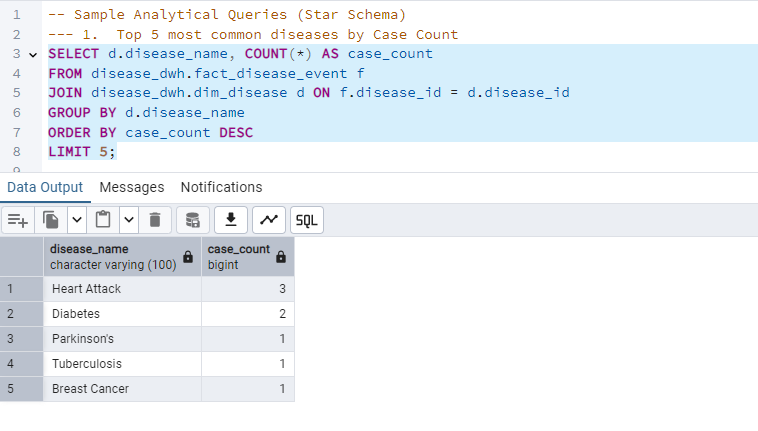 1 -- Sample Analytical Queries (Star Schema)
2 --- 1.  Top 5 most common diseases by Case Count
3 SELECT d.disease_name, COUNT(*) AS case_count
4 FROM disease_dwh.fact_disease_event f
5 JOIN disease_dwh.dim_disease d ON f.disease_id = d.disease_id
6 GROUP BY d.disease_name
7 ORDER BY case_count DESC
8 LIMIT 5;
9
Data Output Messages Notifications
SQL
disease_name case_count
character varying (100) bigint
1 Heart Attack 3
2 Diabetes 2
3 Parkinson's 1
4 Tuberculosis 1
5 Breast Cancer 1